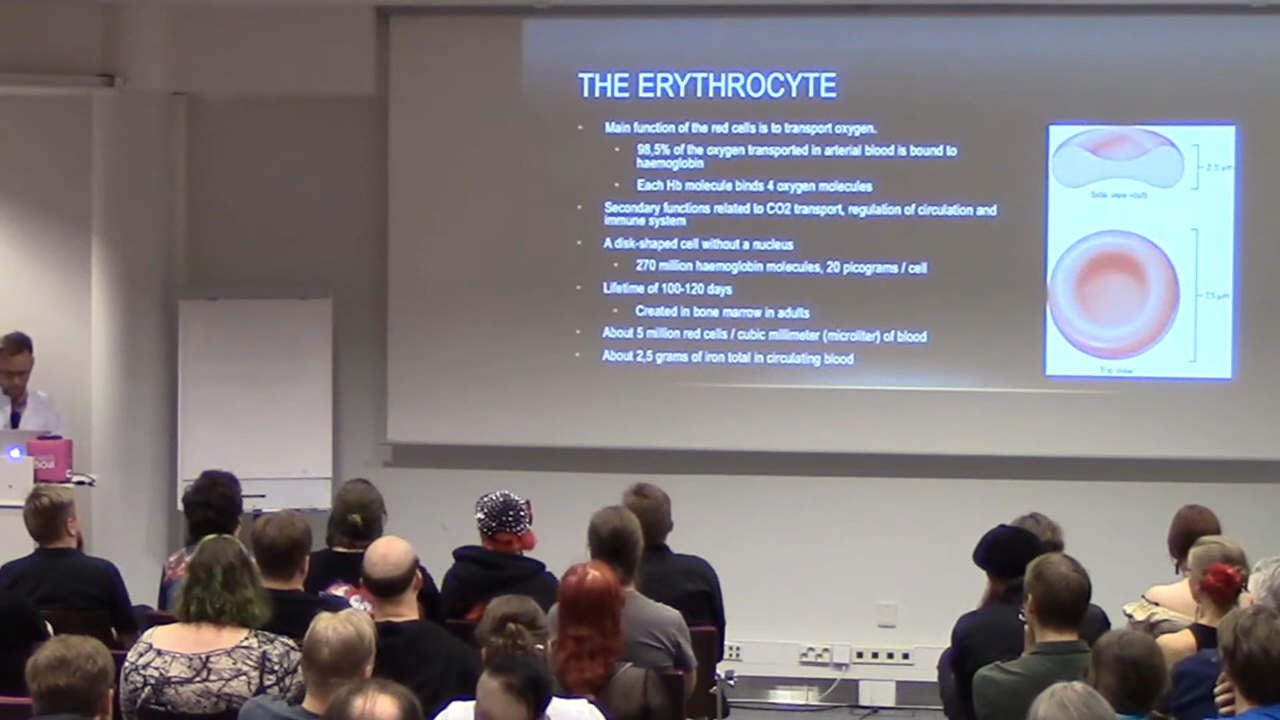 THE ERYTHROCYTE
Main function of the red cells is to transport oxygen.
98,5% of the oxygen transported in arterial blood is bound to
haemoglobin
Each Hb molecule binds 4 oxygen molecules
Secondary functions related to CO2 transport, regulation of circulation and
immune system
A disk-shaped cell without a nucleus
270 million haemoglobin molecules, 20 picograms / cell
Lifetime of 100-120 days
Created in bone marrow in adults
About 5 million red cells / cubic millimeter (microliter) of blood
About 2,5 grams of iron total in circulating blood
2.5 µm
Side view (cut)
7.5 µm
Top view